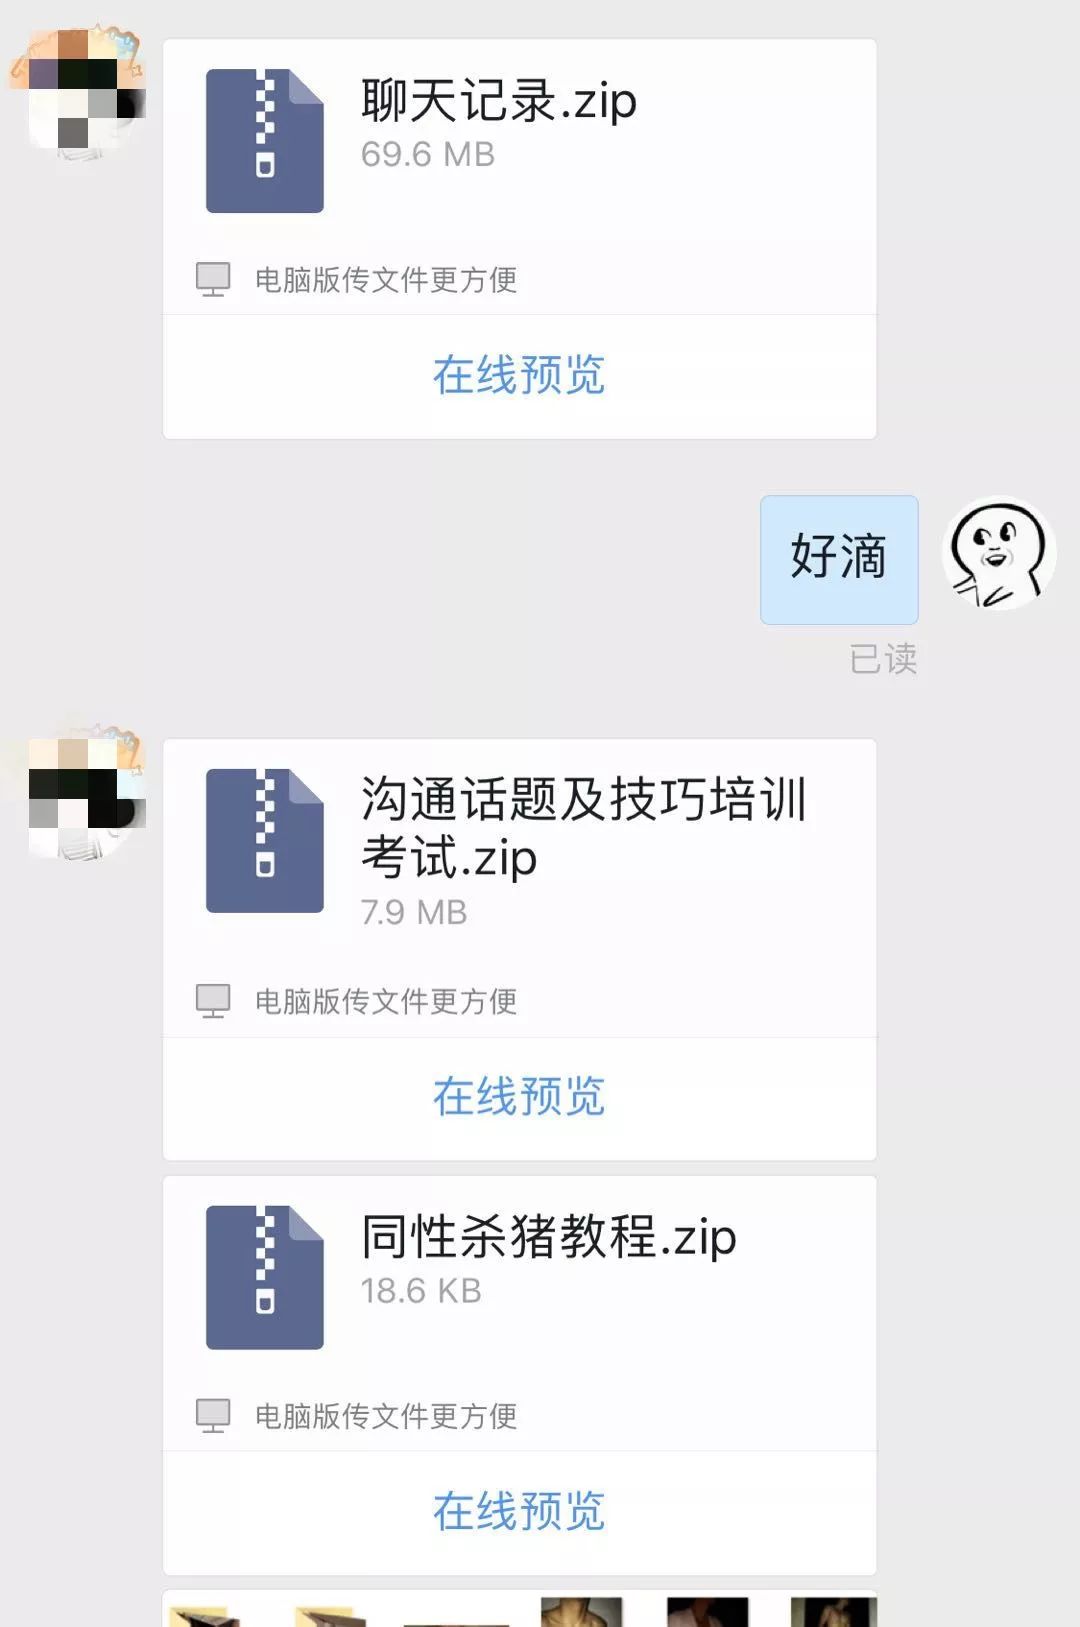 聊天记录.zip
69.6 MB
电脑版传文件更方便
在线预览
好滴
已读
沟通话题及技巧培训
考试.zip
7.9 MB
电脑版传文件更方便
在线预览
同性杀猪教程.zip
18.6 KB
电脑版传文件更方便
在线预览